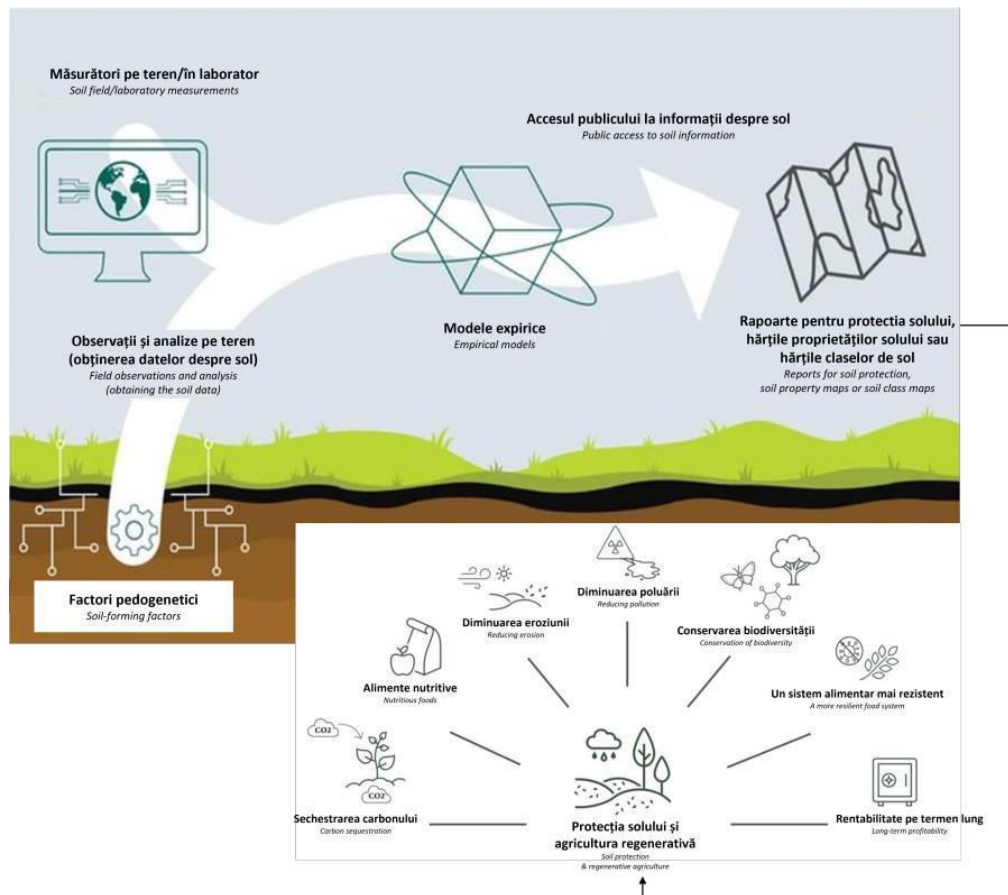 Măsurători pe teren/în laborator
Soil field/laboratory measurements
Accesul publicului la informații despre sol
Public access to soil information
Observații și analize pe teren
(obținerea datelor despre sol)
Field observations and analysis
(obtaining the soil data)
Modele expirice
Empirical models
Rapoarte pentru protectia solului,
hărțile proprietăților solului sau
hărțile claselor de sol
Reports for soil protection,
soil property maps or soil class maps
Factori pedogenetici
Soil-forming factors
Diminuarea poluării
Reducing pollution
Diminuarea eroziunii
Reducing erosion
Conservarea biodiversității
Conservation of biodiversity
Alimente nutritive
Nutritious foods
Un sistem alimentar mai rezistent
A more resilient food system
CO2
CO2
Sechestrarea carbonului
Carbon sequestration
Protecția solului și
agricultura regenerativă
Soil protection
& regenerative agriculture
Rentabilitate pe termen lung
Long-term profitability